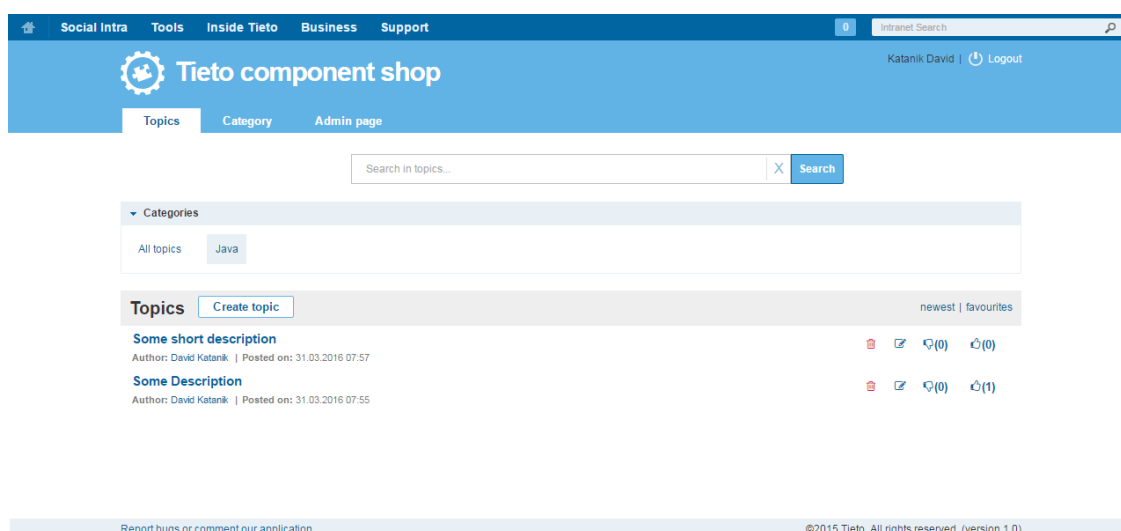 Social Intra Tools Inside Tieto Business Support 0 Intranet Search
Katanik David | Logout
Tieto component shop
Topics Category Admin page
Search in topics... X Search
Categories
All topics Java
Topics Create topic newest | favourites
Some short description
(0) (0)
Author: David Katanik | Posted on: 31.03.2016 07:57
Some Description
(0) (1)
Author: David Katanik | Posted on: 31.03.2016 07:55
Report bugs or comment our application ©2015 Tieto. All rights reserved. (version 1.0)